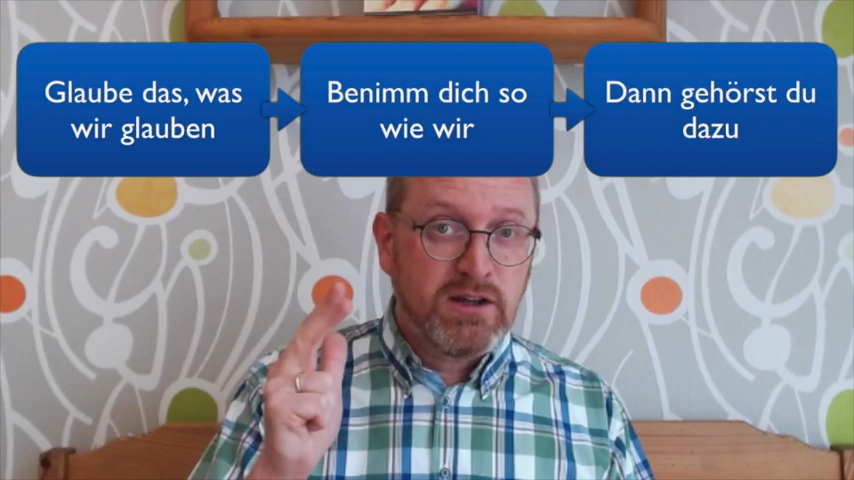 Glaube das, was
wir glauben
Benimm dich so
wie wir
Dann gehörst du
dazu